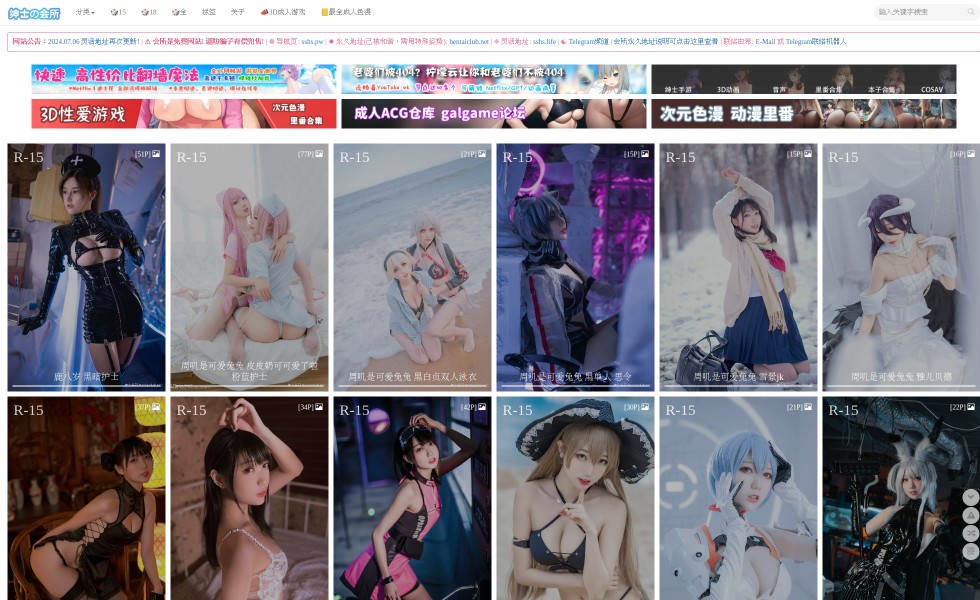 绅士の会所
分类 15 18 全 标签 关于 3D成人游戏 最全成人色漫 输入关键字搜索
网站公告：2024.07.06 灵活地址再次更新! | 会所是免费网站! 谨防骗子有偿兜售! | 导航页: sshs.pw | 永久地址(已被和谐，需用特殊姿势): hentaiclub.net | 灵活地址: sshs.life | Telegram频道 | 会所永久地址说明可点击这里查看 | 联络由希: E-Mail 或 Telegram联络机器人
快速 高性价比翻墙魔法
老婆们被404? 柠檬云让你和老婆们不被404
绅士手游 3D动画 音声 里番合集 本子合集 COSAV
3D性爱游戏 次元色漫
里番合集
成人ACG仓库 galgame论坛
次元色漫 动漫里番
R-15 [51P]
R-15 [77P]
R-15 [21P]
R-15 [15P]
R-15 [15P]
R-15 [16P]
鹿八岁 黑暗护士
周叽是可爱兔兔 皮皮奶可可爱了啦
粉蓝护士
周叽是可爱兔兔 黑白贞双人泳衣
周叽是可爱兔兔 黑单人 思令
周叽是可爱兔兔 雪景jk
周叽是可爱兔兔 雅儿贝德
R-15 [37P]
R-15 [34P]
R-15 [42P]
R-15 [30P]
R-15 [21P]
R-15 [22P]